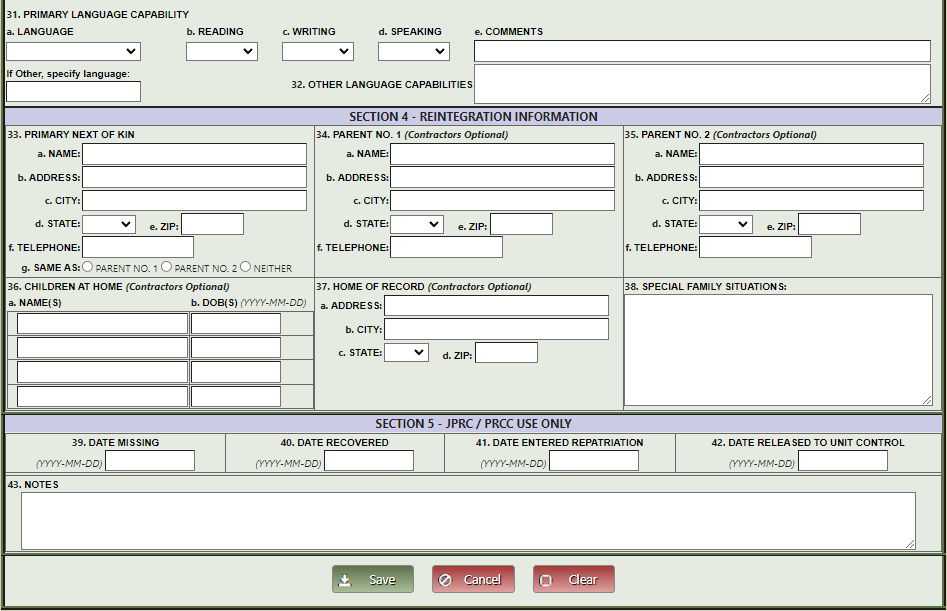 31. PRIMARY LANGUAGE CAPABILITY
a. LANGUAGE b. READING c. WRITING d. SPEAKING e. COMMENTS
If Other, specify language:
32. OTHER LANGUAGE CAPABILITIES
SECTION 4 - REINTEGRATION INFORMATION
33. PRIMARY NEXT OF KIN
a. NAME:
b. ADDRESS:
c. CITY:
d. STATE: e. ZIP:
f. TELEPHONE:
g. SAME AS: PARENT NO. 1 PARENT NO. 2 NEITHER
34. PARENT NO. 1 (Contractors Optional)
a. NAME:
b. ADDRESS:
c. CITY:
d. STATE: e. ZIP:
f. TELEPHONE:
35. PARENT NO. 2 (Contractors Optional)
a. NAME:
b. ADDRESS:
c. CITY:
d. STATE: e. ZIP:
f. TELEPHONE:
36. CHILDREN AT HOME (Contractors Optional)
a. NAME(S) b. DOB(S) (YYYY-MM-DD)
37. HOME OF RECORD (Contractors Optional)
a. ADDRESS:
b. CITY:
c. STATE: d. ZIP:
38. SPECIAL FAMILY SITUATIONS:
SECTION 5 - JPRC / PRCC USE ONLY
39. DATE MISSING
(YYYY-MM-DD)
40. DATE RECOVERED
(YYYY-MM-DD)
41. DATE ENTERED REPATRIATION
(YYYY-MM-DD)
42. DATE RELEASED TO UNIT CONTROL
(YYYY-MM-DD)
43. NOTES
Save Cancel Clear